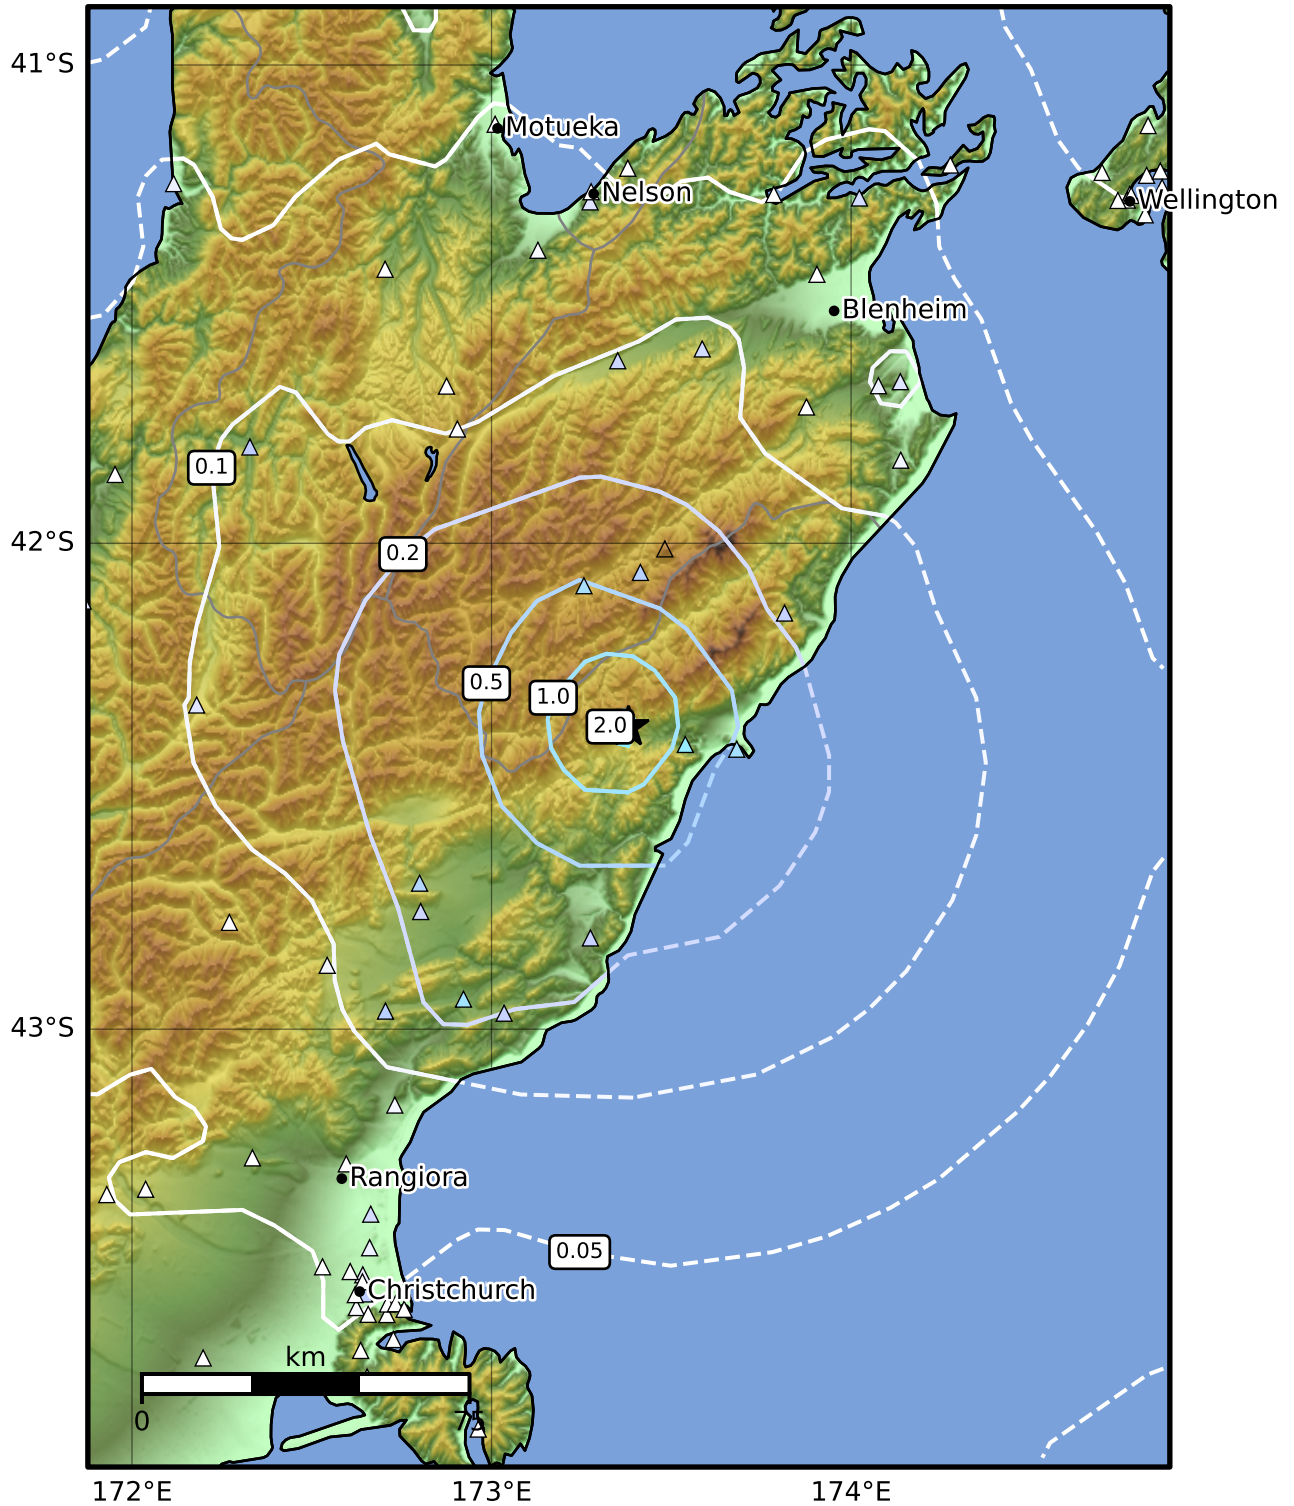 41°S
Motueka
Nelson
Wellington
Blenheim
0.1
42°S
0.2
0.5
1.0
2.0
43°S
Rangiora
0.05
Christchurch
km
0
75
172°E
173°E
174°E